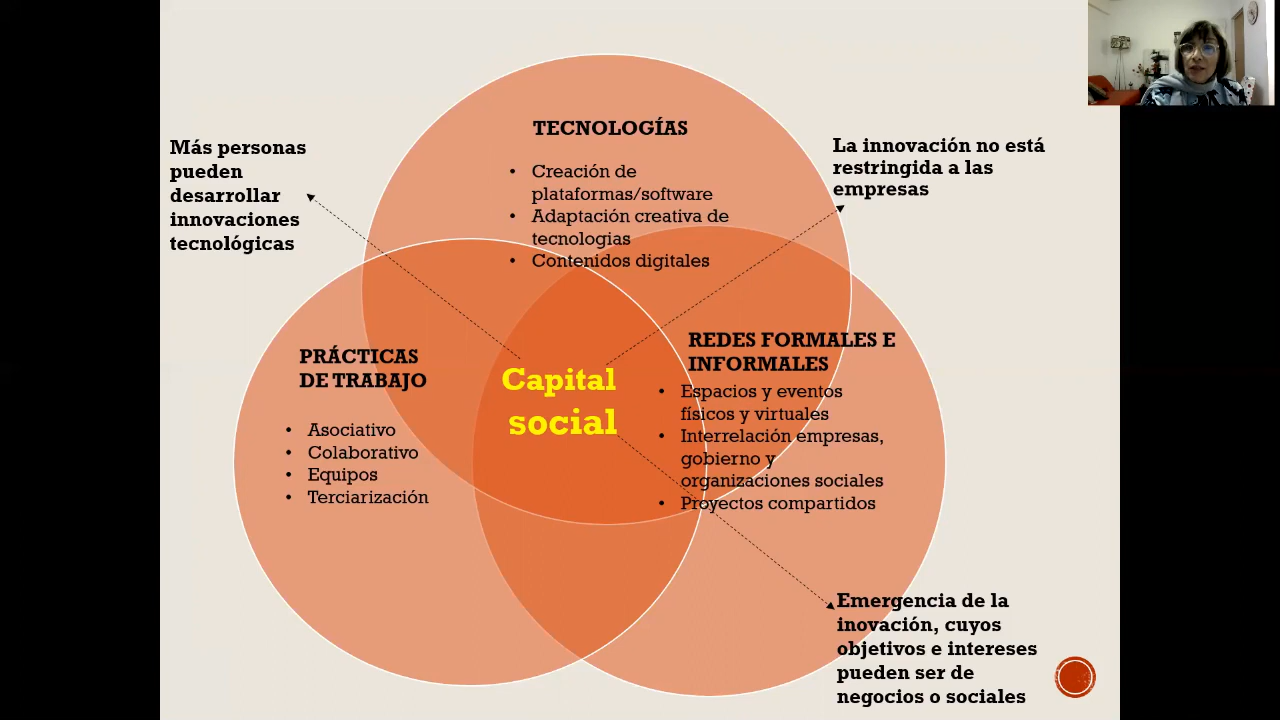 TECNOLOGÍAS
• Creación de
plataformas/software
• Adaptación creativa de
tecnologias
• Contenidos digitales
Más personas
pueden
desarrollar
innovaciones
tecnológicas
La innovación no está
restringida a las
empresas
PRÁCTICAS
DE TRABAJO
• Asociativo
• Colaborativo
• Equipos
• Terciarización
Capital
social
REDES FORMALES E
INFORMALES
• Espacios y eventos
físicos y virtuales
• Interrelación empresas,
gobierno y
organizaciones sociales
• Proyectos compartidos
Emergencia de la
inovación, cuyos
objetivos e intereses
pueden ser de
negocios o sociales